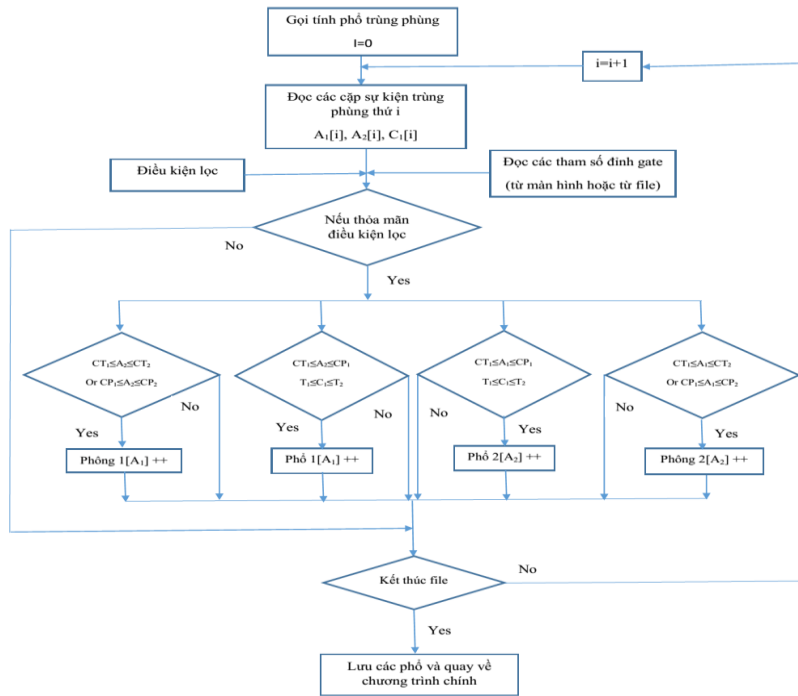 Gọi tính phổ trùng phùng
I=0
i=i+1
Đọc các cặp sự kiện trùng
phùng thứ i
A₁[i], A₂[i], C₁[i]
Điều kiện lọc
Đọc các tham số đỉnh gate
(từ màn hình hoặc từ file)
Nếu thỏa mãn
điều kiện lọc
No
Yes
CT₁≤A₂≤CT₂
Or CP₁≤A₂≤CP₂
CT₁≤A₂≤CP₁
T₁≤C₁≤T₂
CT₁≤A₁≤CP₁
T₁≤C₁≤T₂
CT₁≤A₁≤CT₂
Or CP₁≤A₁≤CP₂
No
No
No
No
Yes
Yes
Yes
Yes
Phông 1[A₁] ++
Phổ 1[A₁] ++
Phổ 2[A₂] ++
Phông 2[A₂] ++
Kết thúc file
No
Yes
Lưu các phổ và quay về
chương trình chính